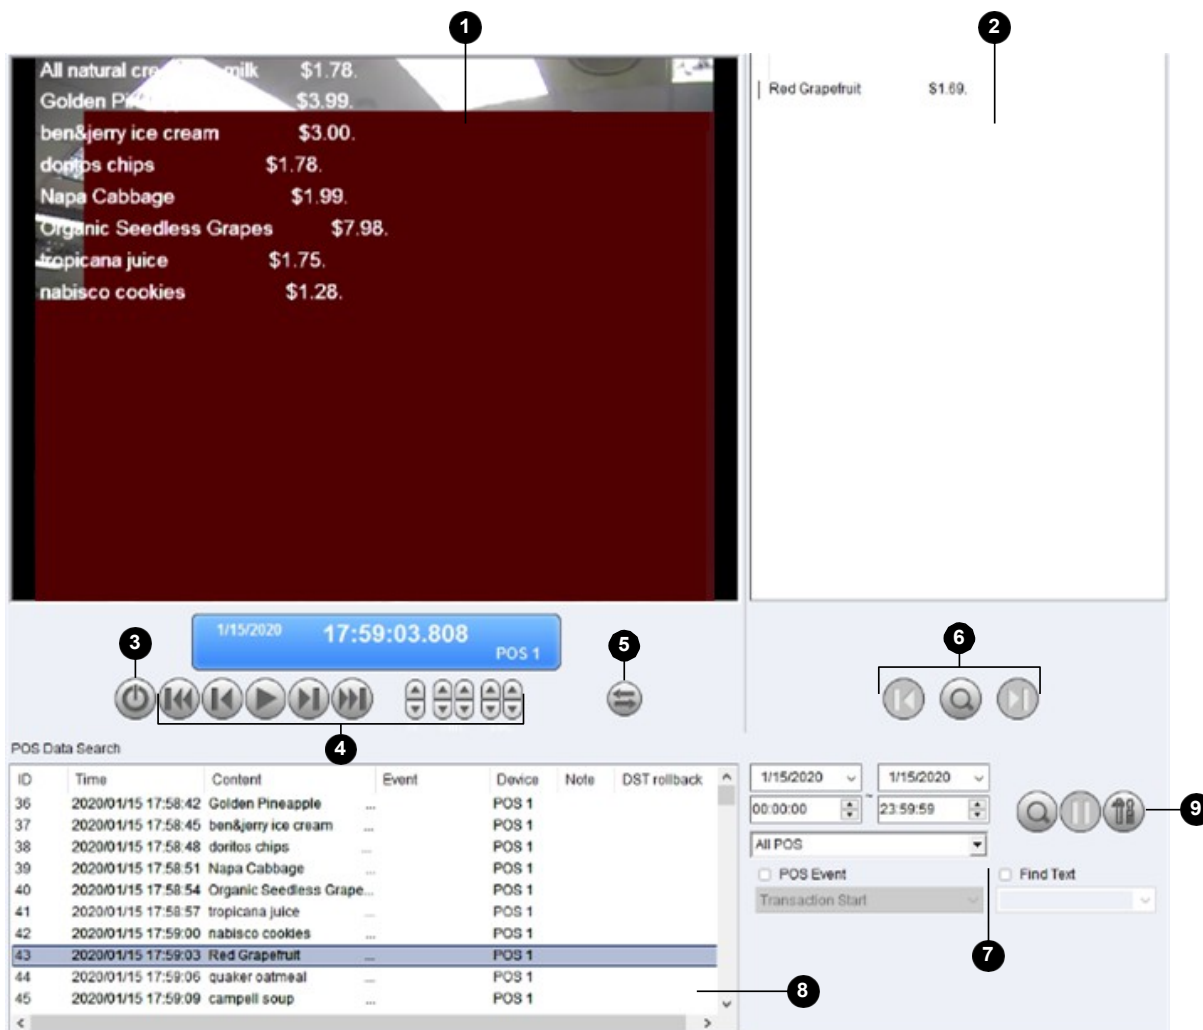 1
2
All natural cre milk $1.78.
Golden Pi $3.99.
ben&jerry ice cream $3.00.
doritos chips $1.78.
Napa Cabbage $1.99.
Organic Seedless Grapes $7.98.
tropicana juice $1.75.
nabisco cookies $1.28.
Red Grapefruit $1.69.
3
1/15/2020 17:59:03.808
POS 1
5
6
4
POS Data Search
ID Time Content Event Device Note DST rollback
36 2020/01/15 17:58:42 Golden Pineapple ... POS 1
37 2020/01/15 17:58:45 ben&jerry ice cream ... POS 1
38 2020/01/15 17:58:48 doritos chips ... POS 1
39 2020/01/15 17:58:51 Napa Cabbage ... POS 1
40 2020/01/15 17:58:54 Organic Seedless Grape... POS 1
41 2020/01/15 17:58:57 tropicana juice ... POS 1
42 2020/01/15 17:59:00 nabisco cookies ... POS 1
43 2020/01/15 17:59:03 Red Grapefruit ... POS 1
44 2020/01/15 17:59:06 quaker oatmeal ... POS 1
45 2020/01/15 17:59:09 campell soup ... POS 1
8
1/15/2020 1/15/2020
00:00:00 ~ 23:59:59
9
All POS
POS Event Find Text
Transaction Start
7